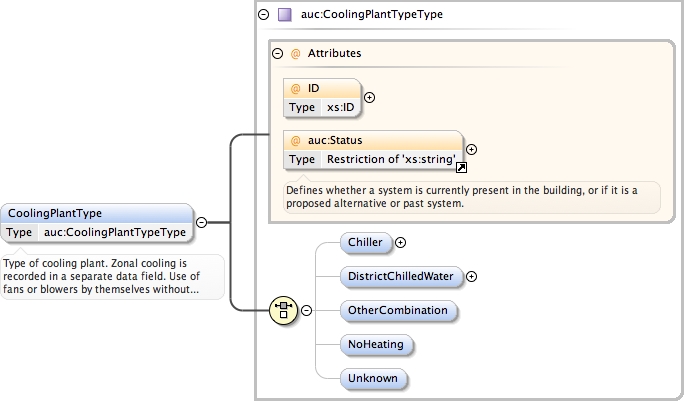 auc:CoolingPlantTypeType
@ Attributes
@ ID
Type xs:ID
@ auc:Status
Type Restriction of 'xs:string'
Defines whether a system is currently present in the building, or if it is a
proposed alternative or past system.
CoolingPlantType
Type auc:CoolingPlantTypeType
Type of cooling plant. Zonal cooling is
recorded in a separate data field. Use of
fans or blowers by themselves without...
Chiller
DistrictChilledWater
OtherCombination
NoHeating
Unknown